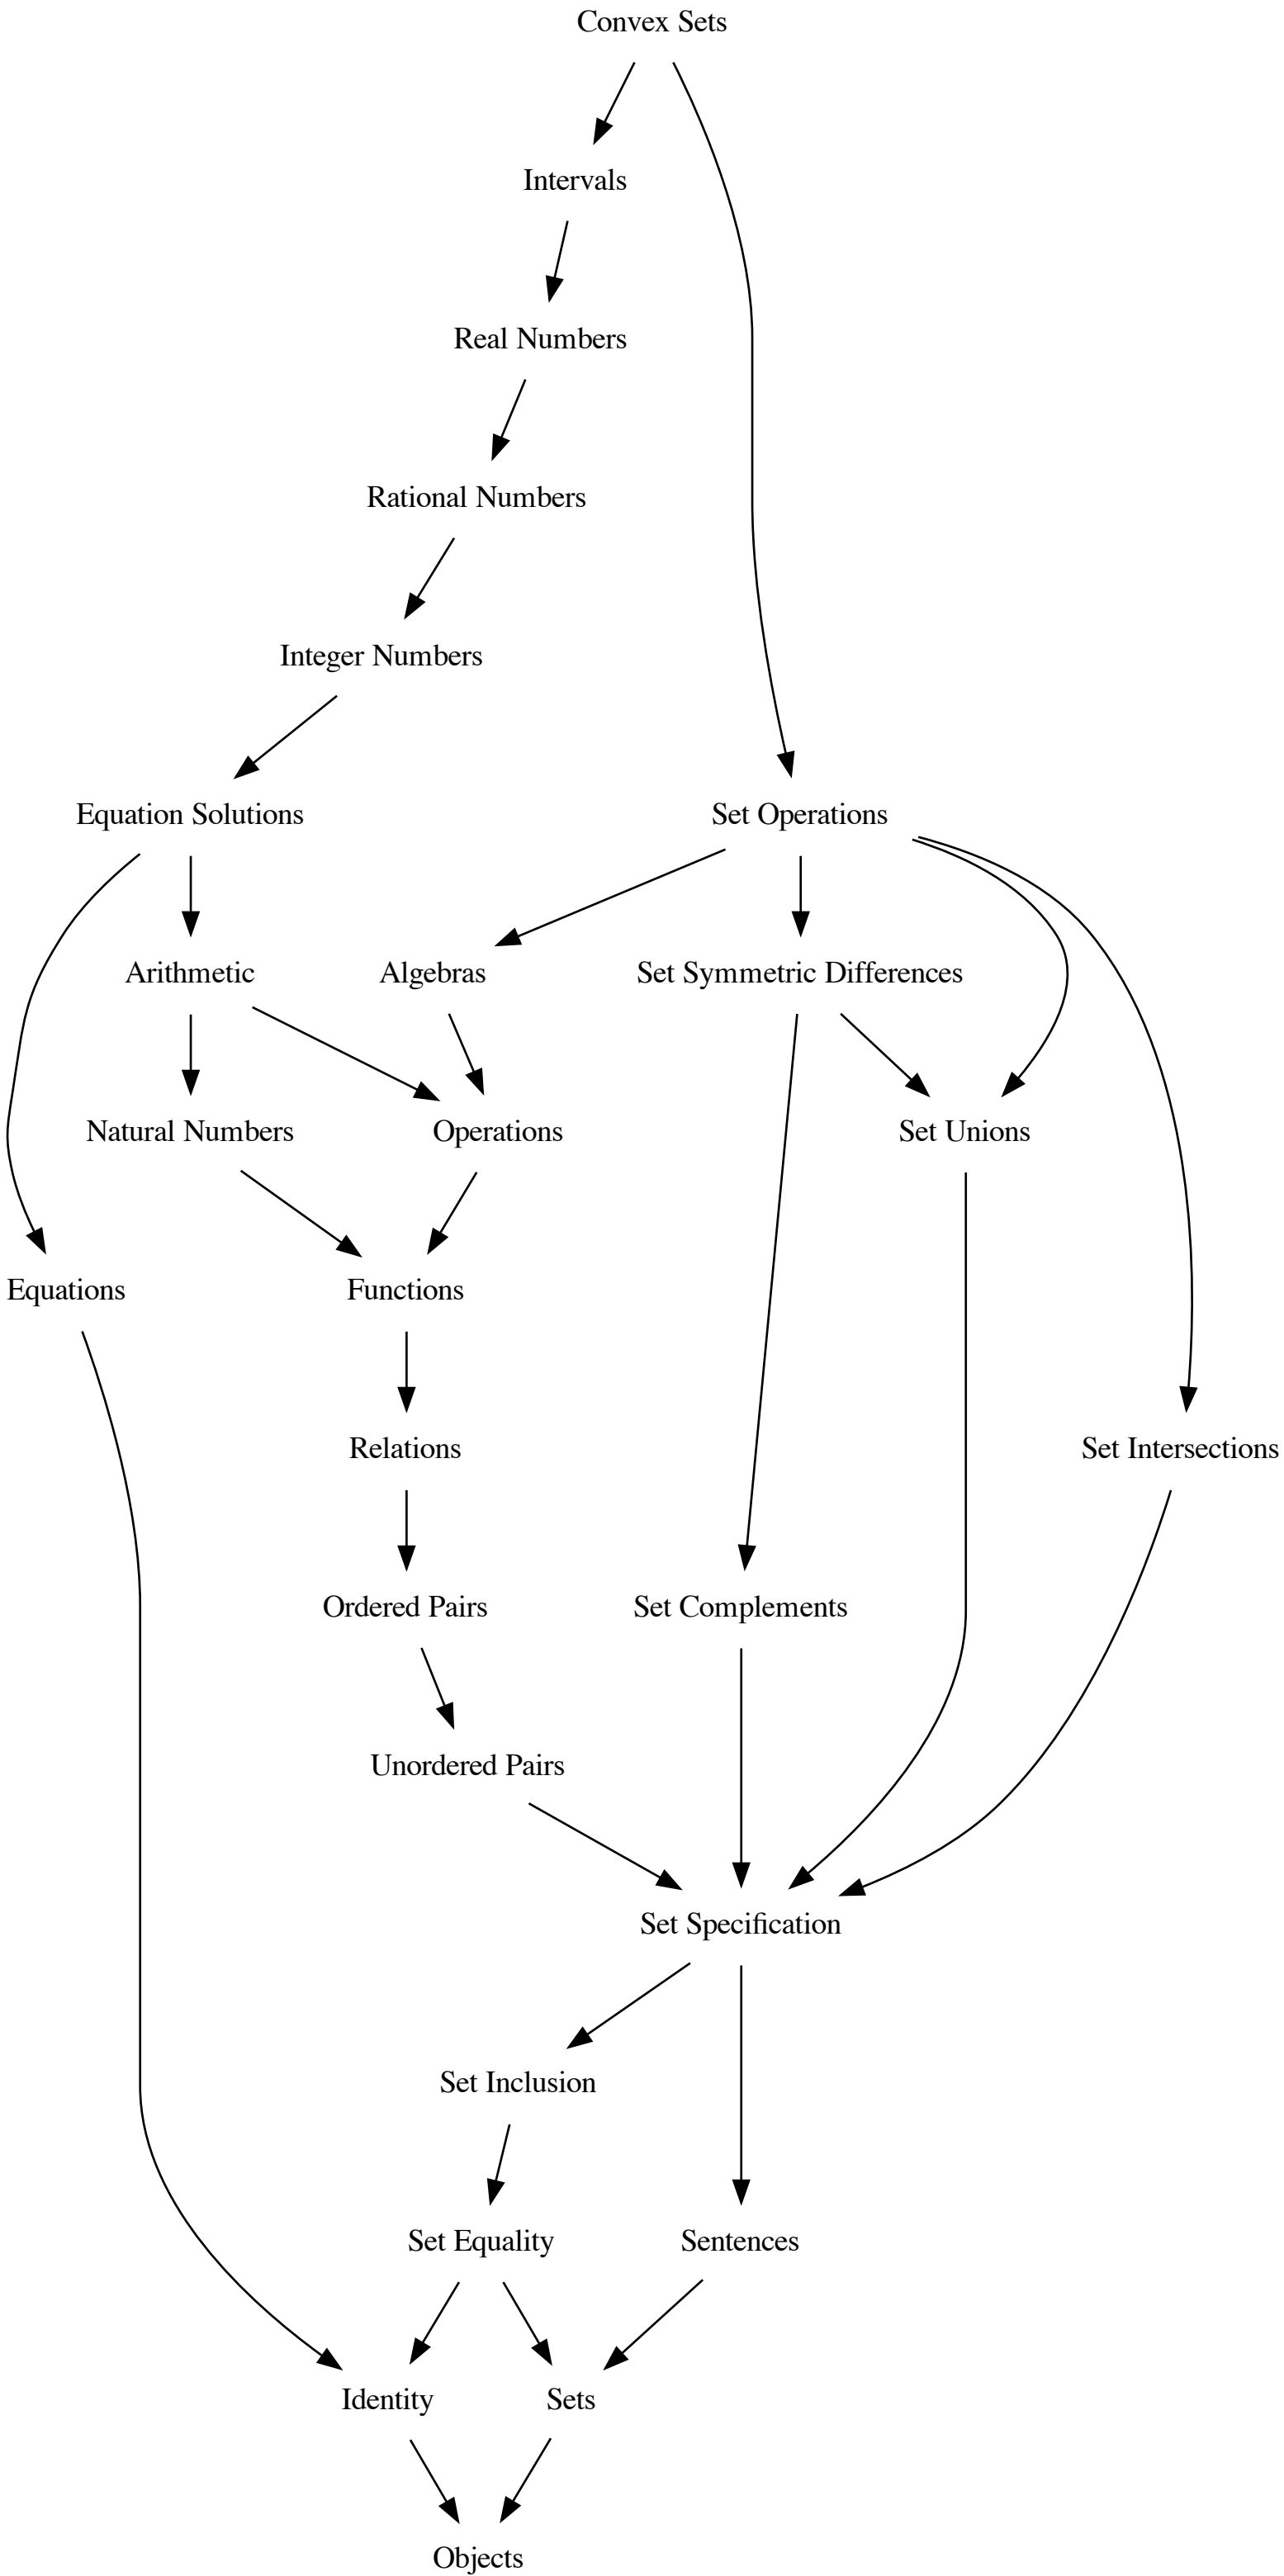 Convex Sets
Intervals
Real Numbers
Rational Numbers
Integer Numbers
Equation Solutions
Set Operations
Arithmetic
Algebras
Set Symmetric Differences
Natural Numbers
Operations
Set Unions
Equations
Functions
Relations
Set Intersections
Ordered Pairs
Set Complements
Unordered Pairs
Set Specification
Set Inclusion
Set Equality
Sentences
Identity
Sets
Objects